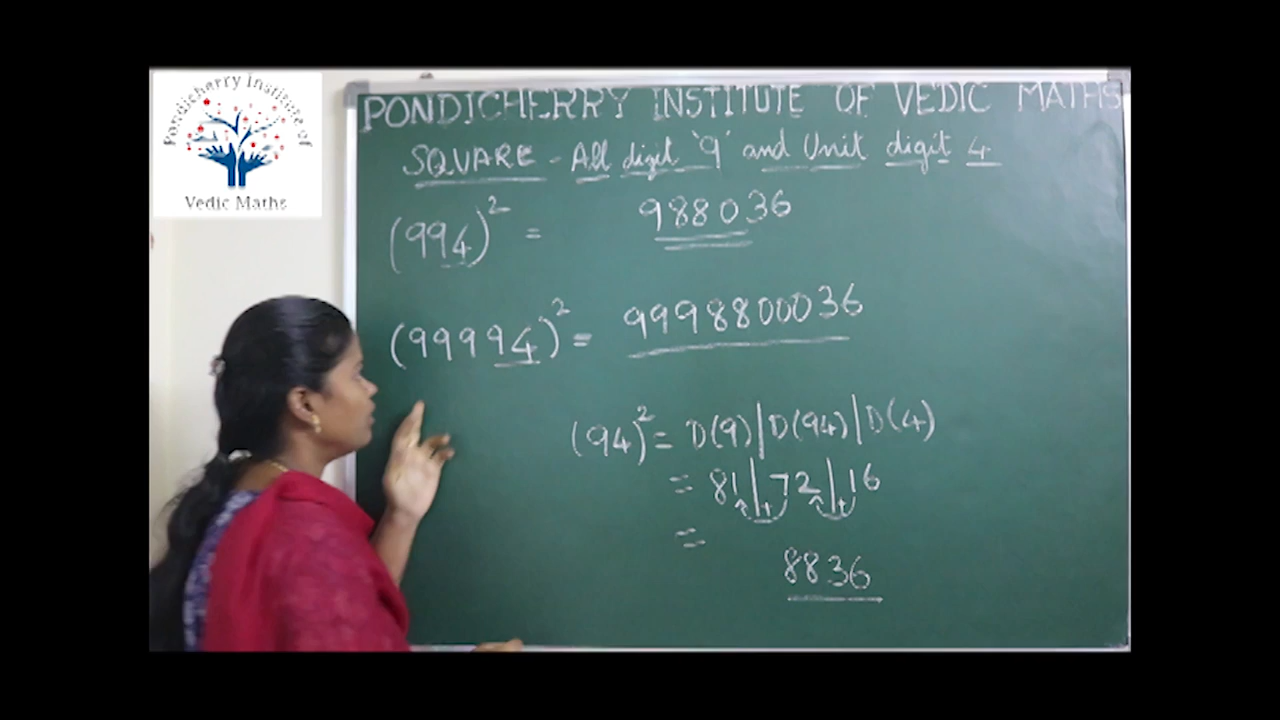 Pondicherry Institute of
Vedic Maths
PONDICHERRY INSTITUTE OF VEDIC MATHS
SQUARE - All digit '9' and Unit digit 4
(994)² = 988036
(99994)² = 9998800036
(94)² = D(9)|D(94)|D(4)
= 81|72|16
= 8836